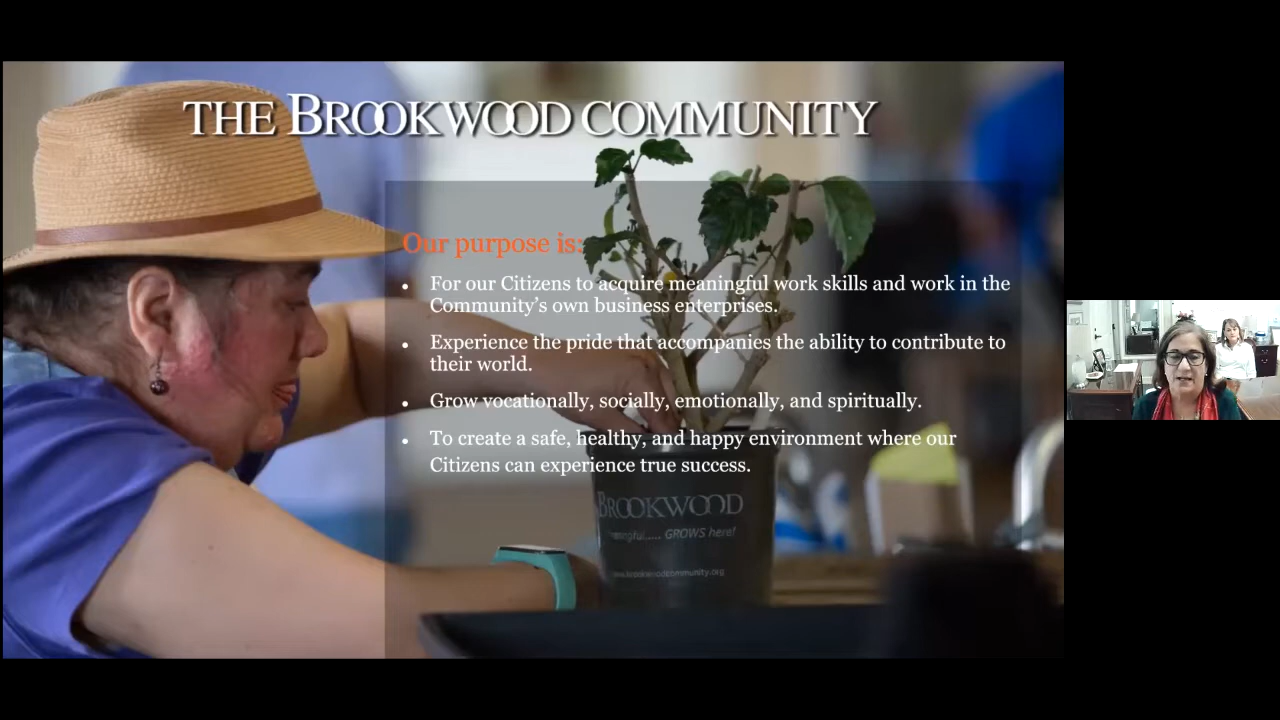 THE BROOKWOOD COMMUNITY
Our purpose is:
• For our Citizens to acquire meaningful work skills and work in the
Community’s own business enterprises.
• Experience the pride that accompanies the ability to contribute to
their world.
• Grow vocationally, socially, emotionally, and spiritually.
• To create a safe, healthy, and happy environment where our
Citizens can experience true success.
BROOKWOOD
..... GROWS here!
www.brookwoodcommunity.org